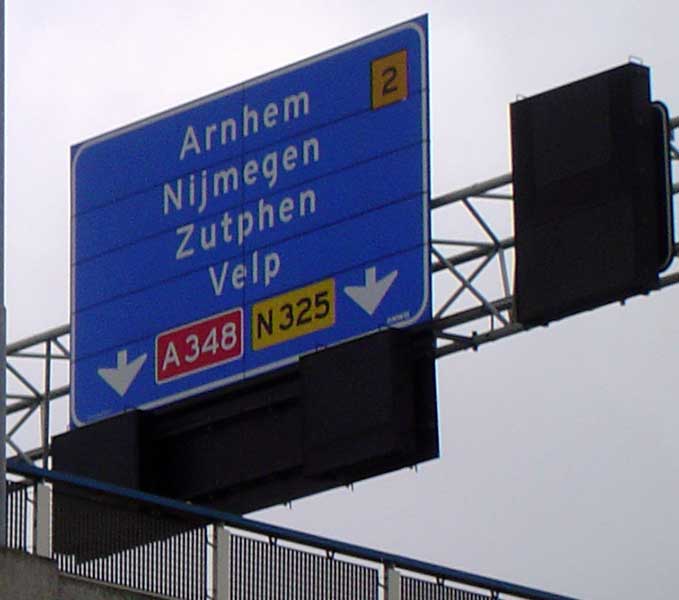 2
Arnhem
Nijmegen
Zutphen
Velp
A348 N325